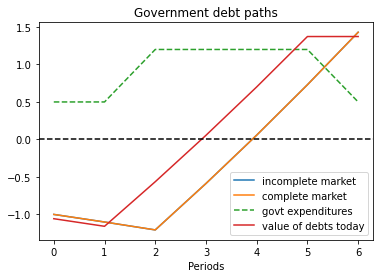 Government debt paths
1.5
1.0
0.5
0.0
−0.5
−1.0
incomplete market
complete market
govt expenditures
value of debts today
0 1 2 3 4 5 6
Periods